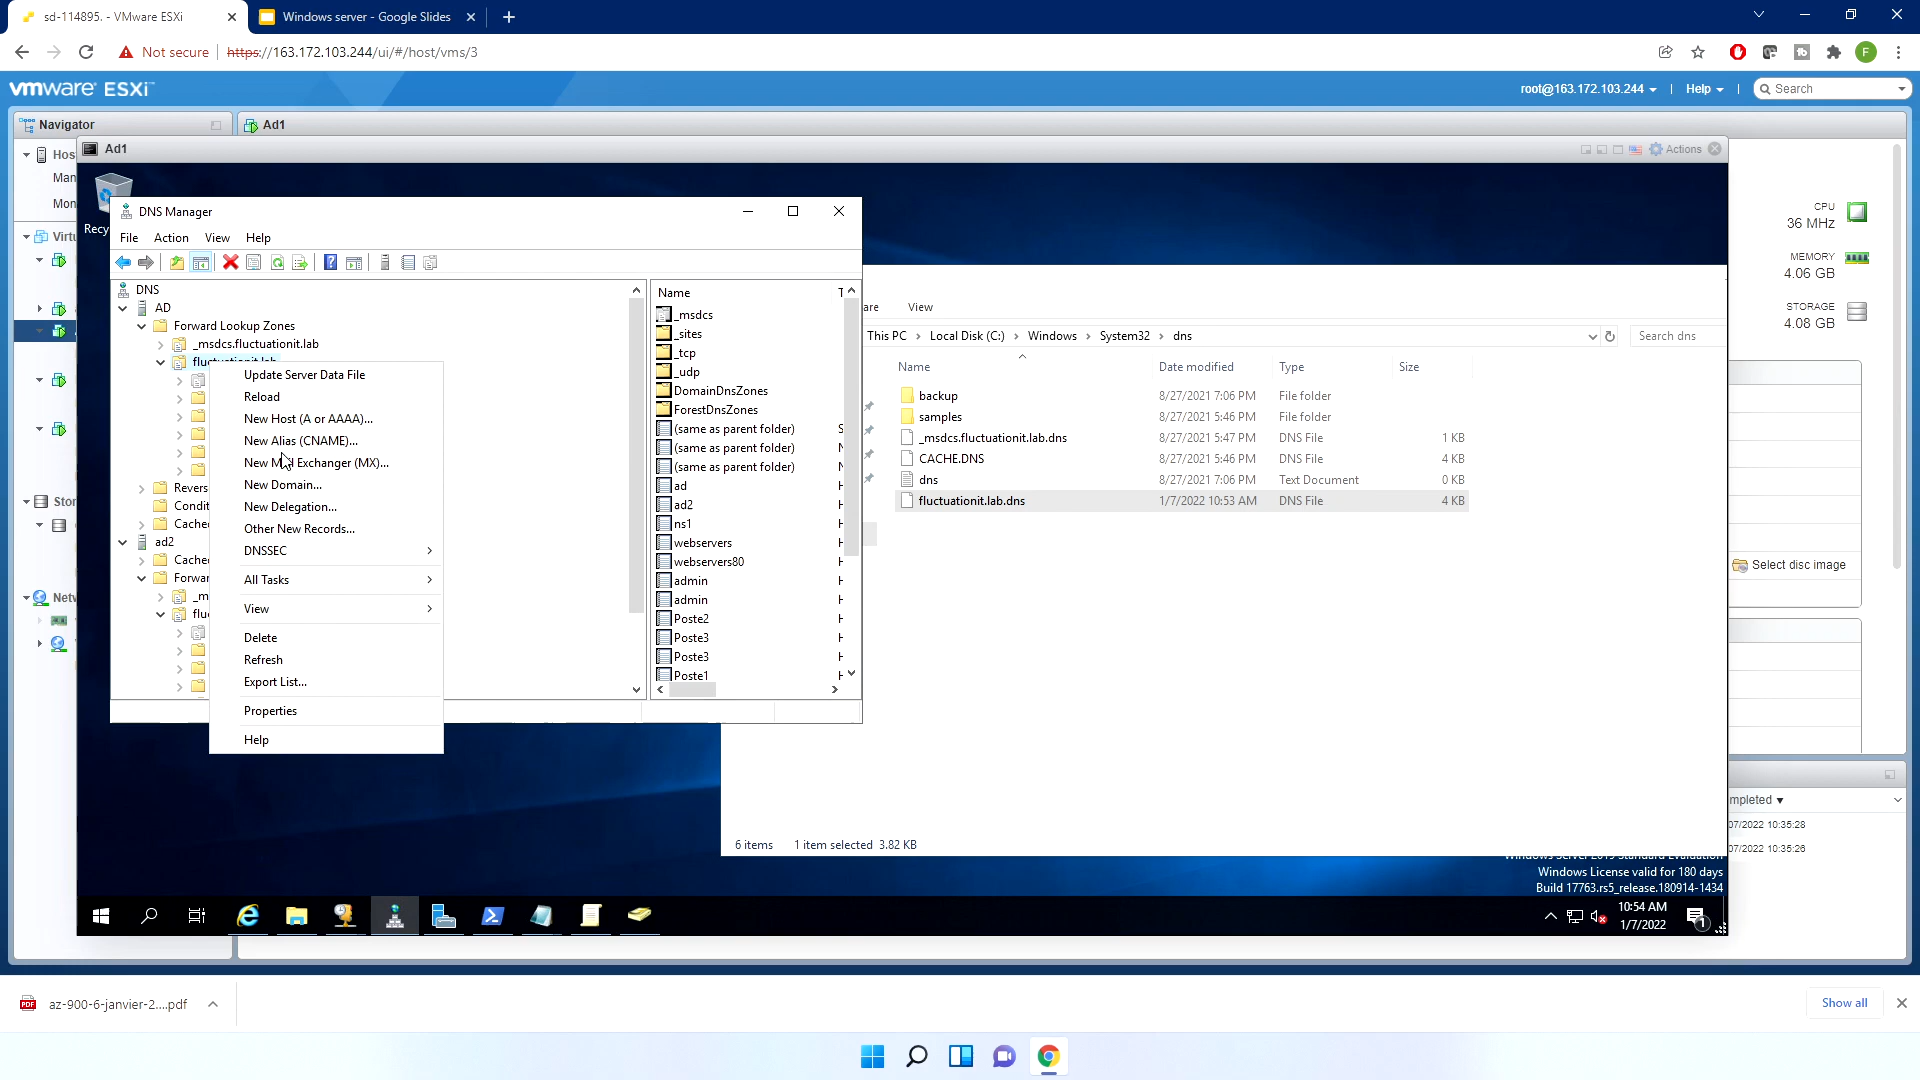 sd-114895. - VMware ESXi
Windows server - Google Slides
Not secure
https://163.172.103.244/ui/#/host/vms/3
F
vmware ESXi
root@163.172.103.244
Help
Search
Navigator
Ad1
Ad1
Actions
CPU
36 MHz
MEMORY
4.06 GB
STORAGE
4.08 GB
Select disc image
07/2022 10:35:28
07/2022 10:35:26
DNS Manager
File
Action
View
Help
DNS
AD
Forward Lookup Zones
_msdcs.fluctuationit.lab
ad2
Update Server Data File
Reload
New Host (A or AAAA)...
New Alias (CNAME)...
Exchanger (MX)...
New Domain...
New Delegation...
Other New Records...
DNSSEC
All Tasks
View
Delete
Refresh
Export List...
Properties
Help
Name
_msdcs
_sites
_tcp
_udp
DomainDnsZones
ForestDnsZones
(same as parent folder)
(same as parent folder)
(same as parent folder)
ad
ad2
ns1
webservers
webservers80
admin
admin
Poste2
Poste3
Poste3
Poste1
View
This PC
Local Disk (C:)
Windows
System32
dns
Search dns
Name
Date modified
Type
Size
backup 8/27/2021 7:06 PM File folder
samples 8/27/2021 5:46 PM File folder
_msdcs.fluctuationit.lab.dns 8/27/2021 5:47 PM DNS File 1 KB
CACHE.DNS 8/27/2021 5:46 PM DNS File 4 KB
dns 8/27/2021 7:06 PM Text Document 0 KB
fluctuationit.lab.dns 1/7/2022 10:53 AM DNS File 4 KB
6 items
1 item selected 3.82 KB
Windows License valid for 180 days
Build 17763.rs5_release.180914-1434
10:54 AM
1/7/2022
1
az-900-6-janvier-2....pdf
Show all